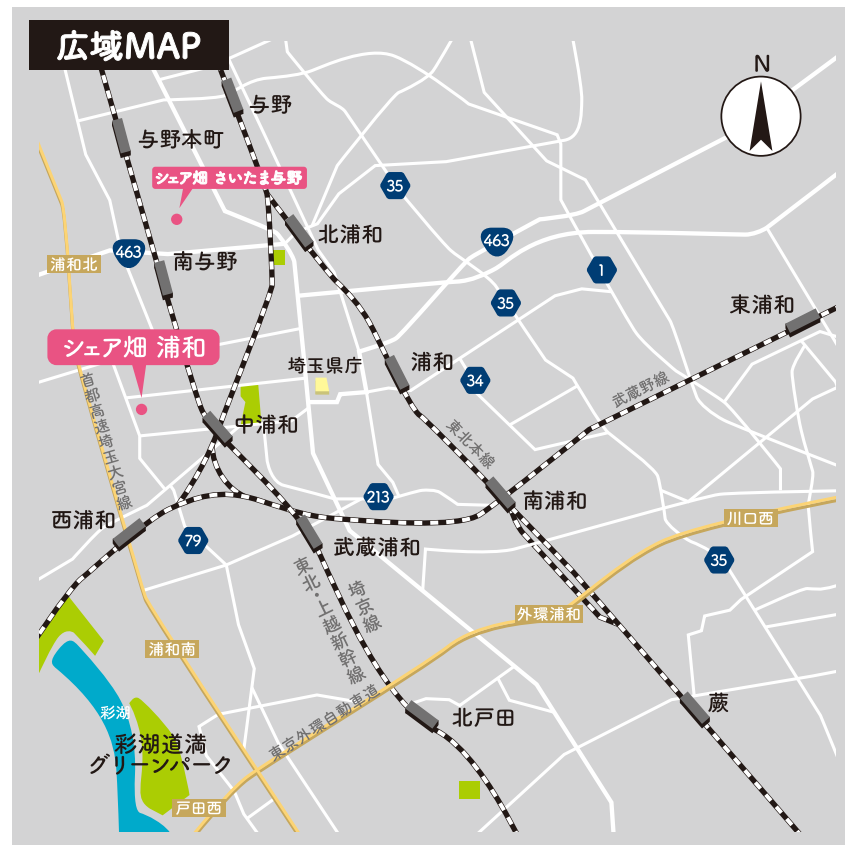 広域MAP
N
与野
与野本町
シェア畑 さいたま与野
35
北浦和
463
463
南与野
浦和北
1
35
東浦和
シェア畑 浦和
埼玉県庁
浦和
34
武蔵野線
首都高速埼玉大宮線
中浦和
東北本線
213
南浦和
西浦和
川口西
79
武蔵浦和
35
東北・上越新幹線
埼京線
外環浦和
浦和南
東京外環自動車道
彩湖
北戸田
蕨
彩湖道満
グリーンパーク
戸田西